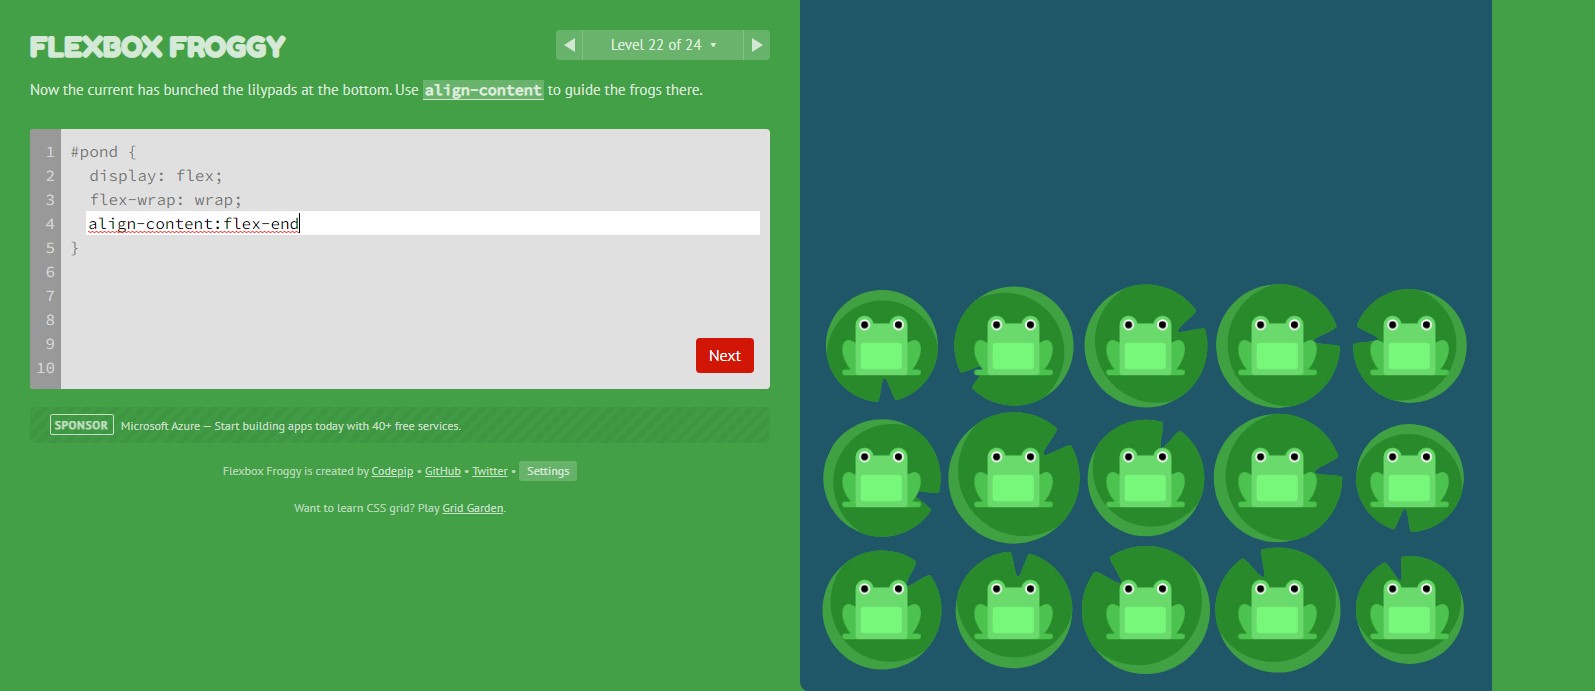 FLEXBOX FROGGY
Level 22 of 24
Now the current has bunched the lilypads at the bottom. Use align-content to guide the frogs there.
1 #pond {
2 display: flex;
3 flex-wrap: wrap;
4 align-content:flex-end
5 }
6
7
8
9
10
Next
SPONSOR Microsoft Azure — Start building apps today with 40+ free services.
Flexbox Froggy is created by Codepip • GitHub • Twitter • Settings
Want to learn CSS grid? Play Grid Garden.